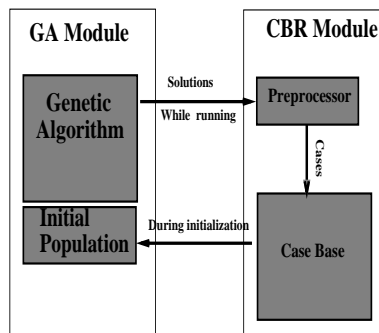 GA Module
Genetic
Algorithm
Initial
Population
Solutions
While running
During initialization
CBR Module
Preprocessor
Cases
Case Base